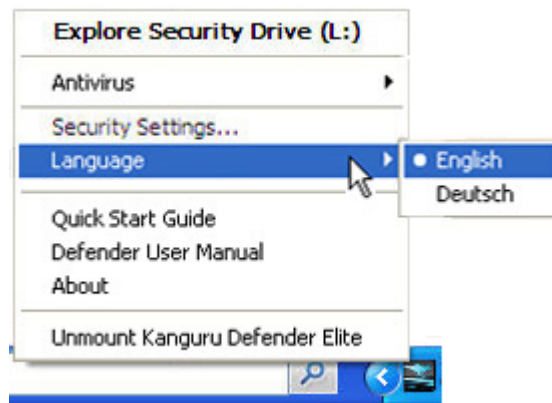 Explore Security Drive (L:)
Antivirus
Security Settings...
Language
English
Deutsch
Quick Start Guide
Defender User Manual
About
Unmount Kanguru Defender Elite